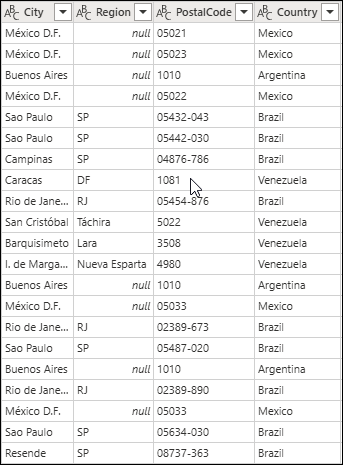 ABC City ABC Region ABC PostalCode ABC Country
México D.F. null 05021 Mexico
México D.F. null 05023 Mexico
Buenos Aires null 1010 Argentina
México D.F. null 05022 Mexico
Sao Paulo SP 05432-043 Brazil
Sao Paulo SP 05442-030 Brazil
Campinas SP 04876-786 Brazil
Caracas DF 1081 Venezuela
Rio de Jane... RJ 05454-876 Brazil
San Cristóbal Táchira 5022 Venezuela
Barquisimeto Lara 3508 Venezuela
I. de Marga... Nueva Esparta 4980 Venezuela
Buenos Aires null 1010 Argentina
México D.F. null 05033 Mexico
Rio de Jane... RJ 02389-673 Brazil
Sao Paulo SP 05487-020 Brazil
Buenos Aires null 1010 Argentina
Rio de Jane... RJ 02389-890 Brazil
México D.F. null 05033 Mexico
Sao Paulo SP 05634-030 Brazil
Resende SP 08737-363 Brazil